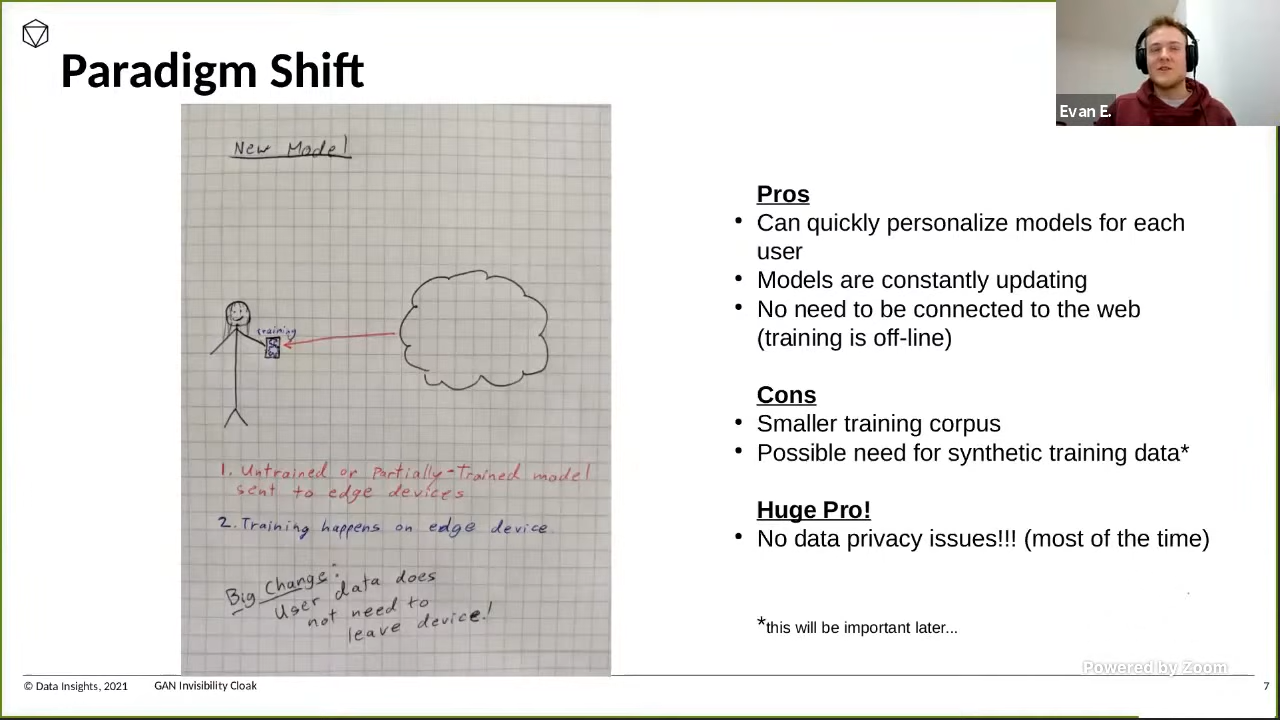 Paradigm Shift
Evan E.
New Model
training
1. Untrained or Partially-Trained model
sent to edge devices
2. Training happens on edge device
Big Change:
User data does
not need to
leave device!
Pros
• Can quickly personalize models for each
user
• Models are constantly updating
• No need to be connected to the web
(training is off-line)
Cons
• Smaller training corpus
• Possible need for synthetic training data*
Huge Pro!
• No data privacy issues!!! (most of the time)
*this will be important later...
Powered by Zoom
© Data Insights, 2021
GAN Invisibility Cloak
7